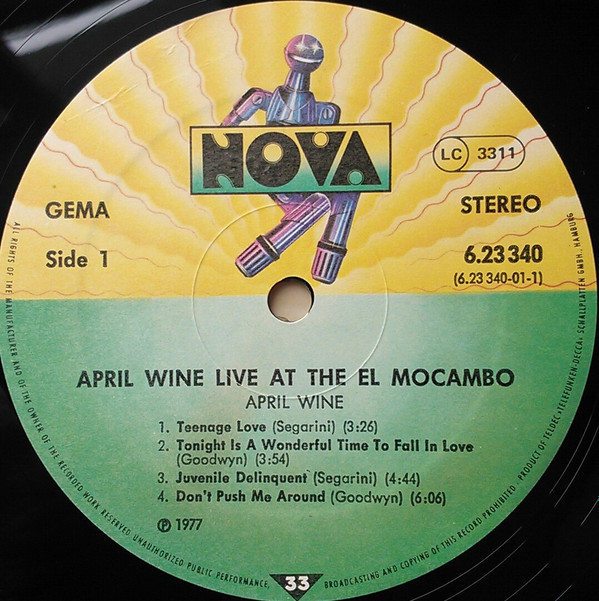 NOVA
LC 3311
GEMA
STEREO
Side 1
6.23 340
(6.23 340-01-1)
APRIL WINE LIVE AT THE EL MOCAMBO
APRIL WINE
1. Teenage Love (Segarini) (3:26)
2. Tonight Is A Wonderful Time To Fall In Love
(Goodwyn) (3:54)
3. Juvenile Delinquent (Segarini) (4:44)
4. Don't Push Me Around (Goodwyn) (6:06)
℗ 1977
33
ALL RIGHTS OF THE MANUFACTURER AND OF THE OWNER OF THE RECORDED WORK RESERVED. UNAUTHORIZED PUBLIC PERFORMANCE, BROADCASTING AND COPYING OF THIS RECORD PROHIBITED · PRODUCT OF TELDEC »TELEFUNKEN-DECCA« SCHALLPLATTEN GMBH., HAMBURG